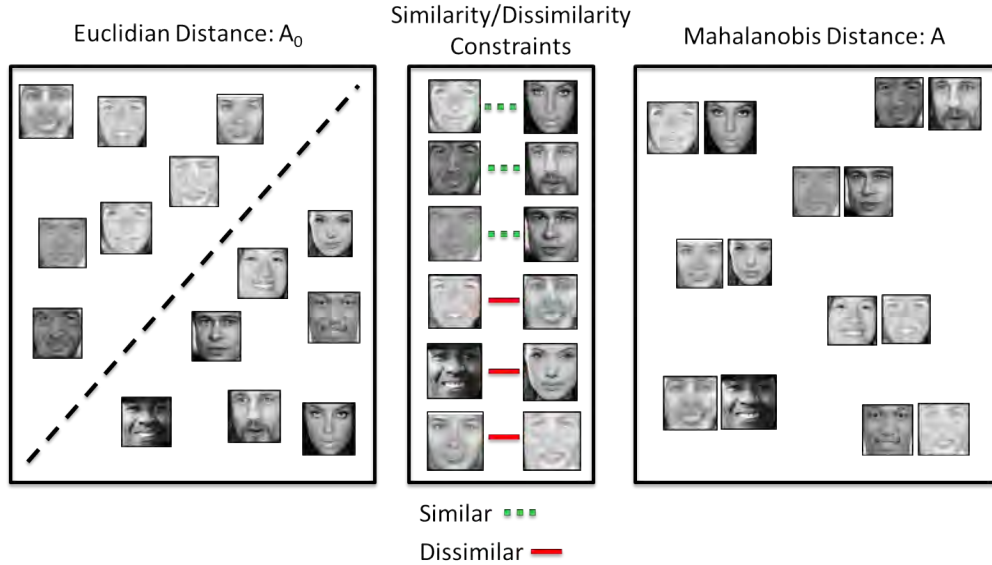 Euclidian Distance: A₀
Similarity/Dissimilarity
Constraints
Mahalanobis Distance: A
Similar
Dissimilar